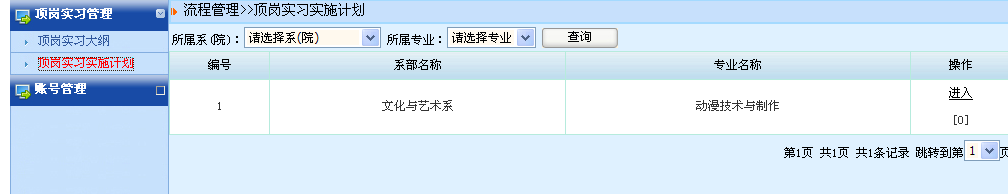 顶岗实习管理
顶岗实习大纲
顶岗实习实施计划
账号管理
流程管理>>顶岗实习实施计划
所属系(院)：请选择系(院) 所属专业：请选择专业 查询
编号 系部名称 专业名称 操作
1 文化与艺术系 动漫技术与制作 进入
[0]
第1页 共1页 共1条记录 跳转到第1页